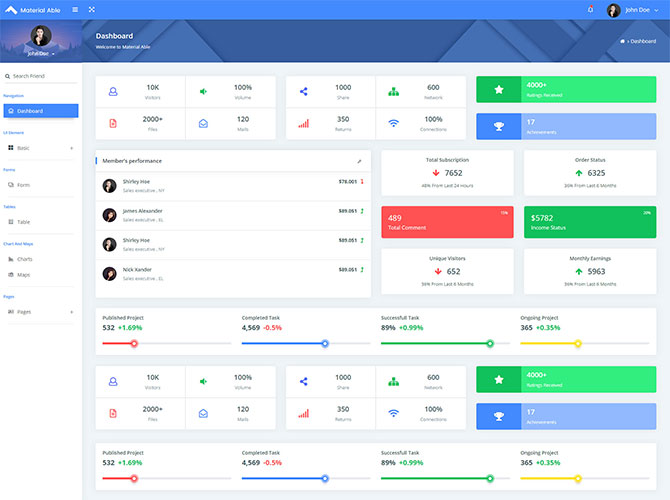 Material Able
John Doe
John Doe
Dashboard
Welcome to Material Able
Dashboard
Search Friend
Navigation
Dashboard
UI Element
Basic
Forms
Form
Tables
Table
Chart And Maps
Charts
Maps
Pages
Pages
10K
Visitors
100%
Volume
2000+
Files
120
Mails
1000
Share
600
Network
350
Returns
100%
Connections
4000+
Ratings Received
17
Achievements
Member's performance
Shirley Hoe
Sales executive , NY
$78.001
James Alexander
Sales executive , EL
$89.051
Shirley Hoe
Sales executive , NY
$89.051
Nick Xander
Sales executive , EL
$89.051
Total Subscription
7652
48% From Last 24 Hours
Order Status
6325
36% From Last 6 Months
489
15%
Total Comment
$5782
20%
Income Status
Unique Visitors
652
36% From Last 6 Months
Monthly Earnings
5963
36% From Last 6 Months
Published Project
532 +1.69%
Completed Task
4,569 -0.5%
Successfull Task
89% +0.99%
Ongoing Project
365 +0.35%
10K
Visitors
100%
Volume
2000+
Files
120
Mails
1000
Share
600
Network
350
Returns
100%
Connections
4000+
Ratings Received
17
Achievements
Published Project
532 +1.69%
Completed Task
4,569 -0.5%
Successfull Task
89% +0.99%
Ongoing Project
365 +0.35%